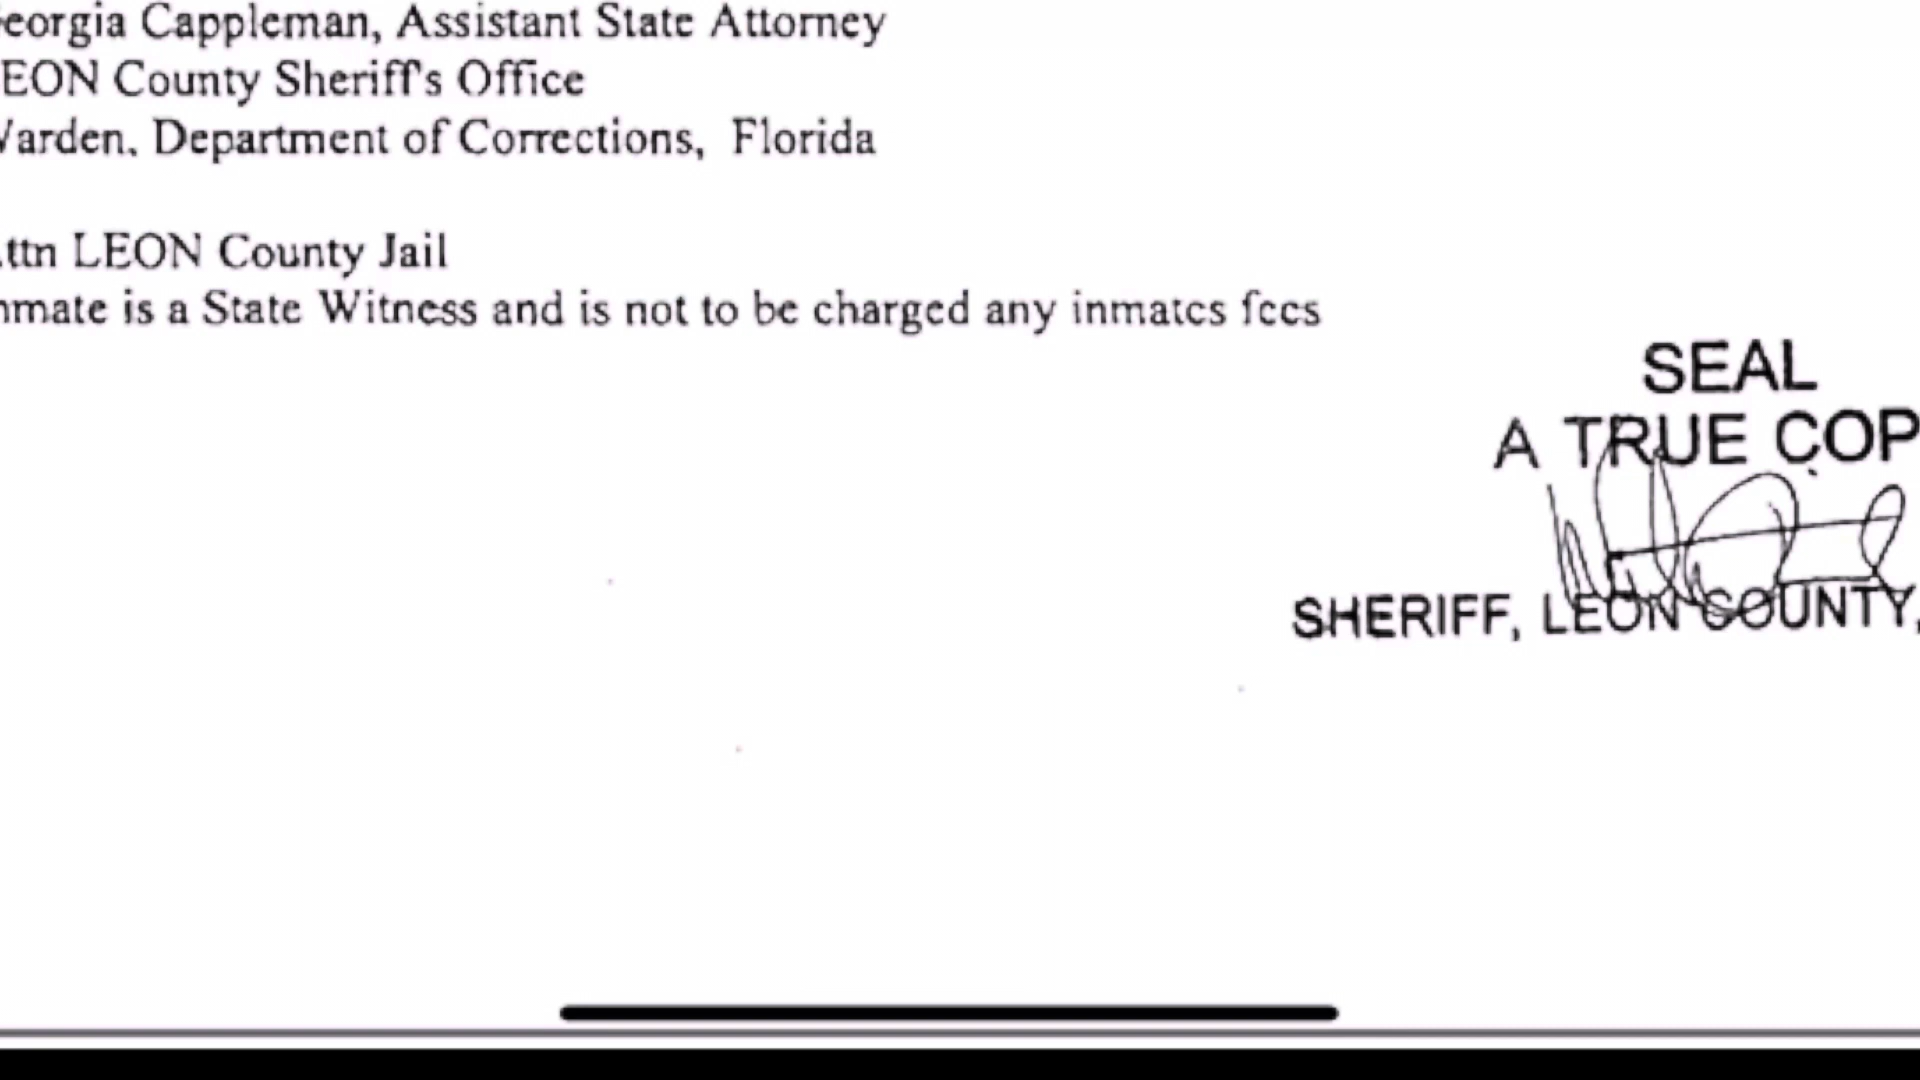 eorgia Cappleman, Assistant State Attorney
EON County Sheriff's Office
arden. Department of Corrections, Florida
ttn LEON County Jail
nmate is a State Witness and is not to be charged any inmates fees
SEAL
A TRUE COP
SHERIFF, LEON COUNTY,